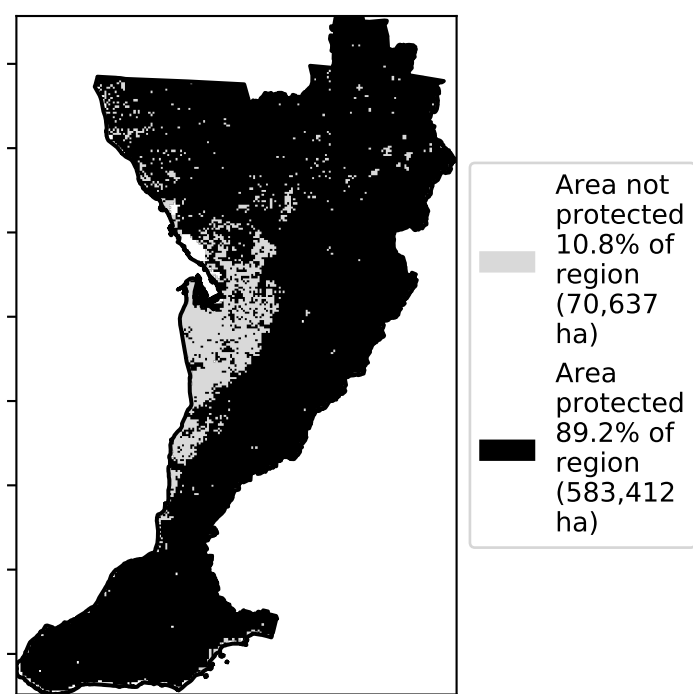 Area not
protected
10.8% of
region
(70,637
ha)
Area
protected
89.2% of
region
(583,412
ha)